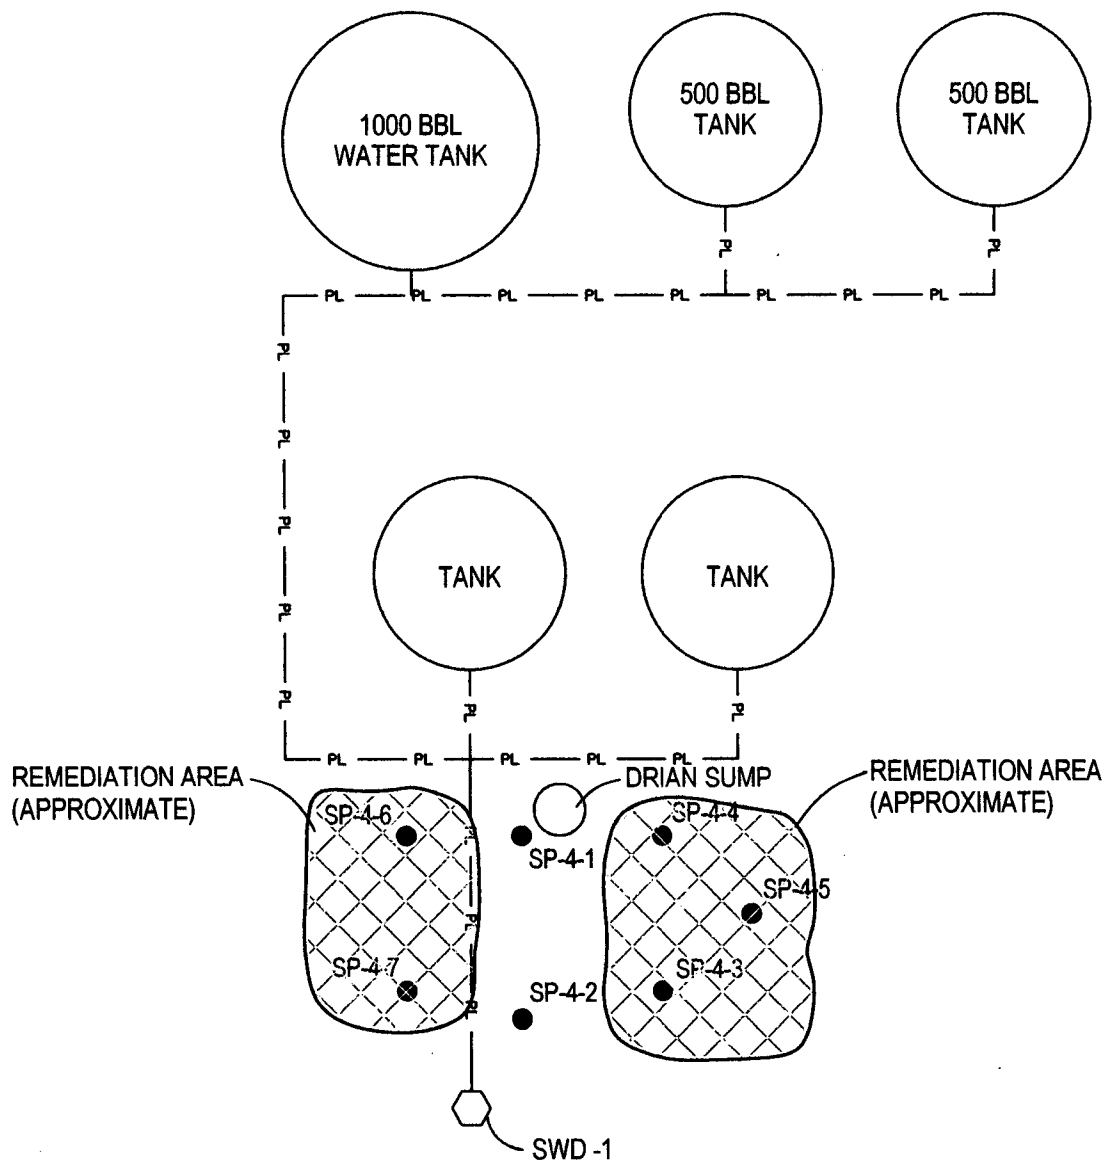 1000 BBL
WATER TANK
500 BBL
TANK
500 BBL
TANK
PL
PL
PL PL PL PL PL PL PL PL
PL
PL
PL
PL
PL
TANK
TANK
PL
PL
PL PL PL PL PL
REMEDIATION AREA
(APPROXIMATE)
DRIAN SUMP
REMEDIATION AREA
(APPROXIMATE)
SP-4-6
SP-4-4
PL
SP-4-1
SP-4-5
PL
SP-4-7
SP-4-3
SP-4-2
PL
SWD -1